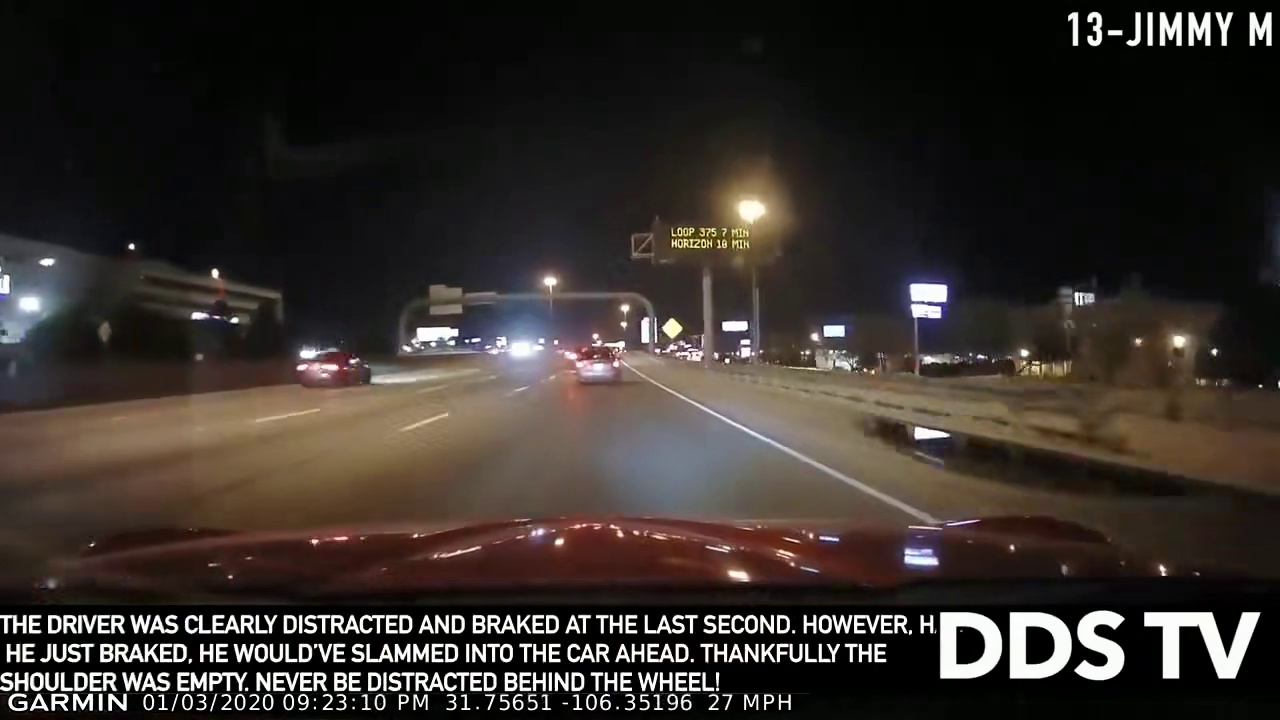 13-JIMMY M
LOOP 375 7 MIN
HORIZON 18 MIN
THE DRIVER WAS CLEARLY DISTRACTED AND BRAKED AT THE LAST SECOND. HOWEVER, H
HE JUST BRAKED, HE WOULD'VE SLAMMED INTO THE CAR AHEAD. THANKFULLY THE
SHOULDER WAS EMPTY. NEVER BE DISTRACTED BEHIND THE WHEEL!
DDS TV
GARMIN 01/03/2020 09:23:10 PM 31.75651 -106.35196 27 MPH